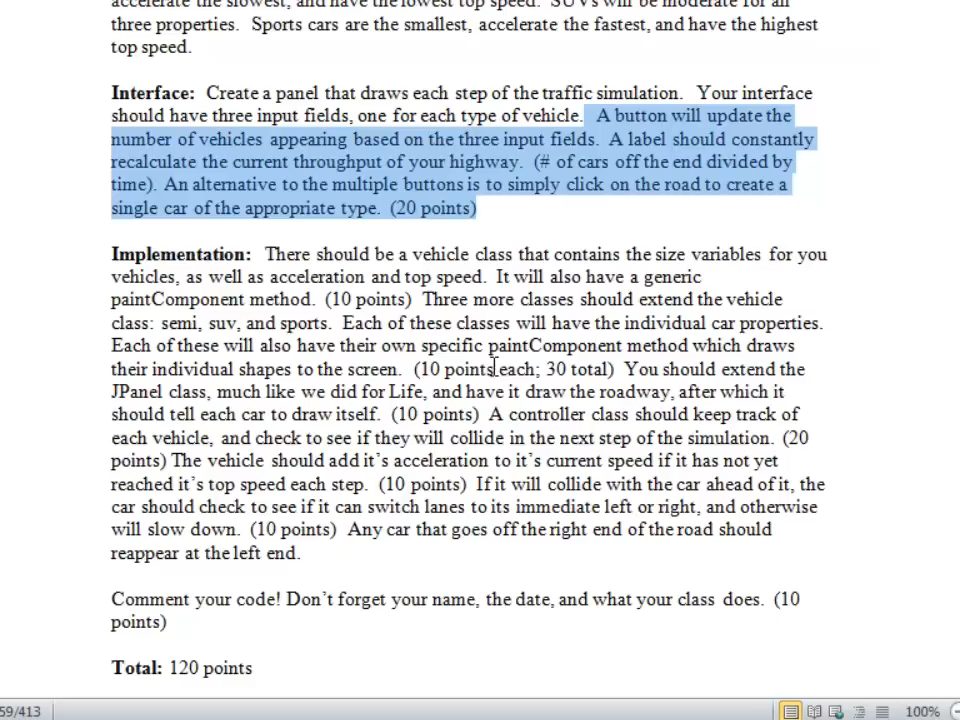 accelerate the slowest, and have the lowest top speed. SUVs will be moderate for all
three properties. Sports cars are the smallest, accelerate the fastest, and have the highest
top speed.
Interface: Create a panel that draws each step of the traffic simulation. Your interface
should have three input fields, one for each type of vehicle. A button will update the
number of vehicles appearing based on the three input fields. A label should constantly
recalculate the current throughput of your highway. (# of cars off the end divided by
time). An alternative to the multiple buttons is to simply click on the road to create a
single car of the appropriate type. (20 points)
Implementation: There should be a vehicle class that contains the size variables for you
vehicles, as well as acceleration and top speed. It will also have a generic
paintComponent method. (10 points) Three more classes should extend the vehicle
class: semi, suv, and sports. Each of these classes will have the individual car properties.
Each of these will also have their own specific paintComponent method which draws
their individual shapes to the screen. (10 points each; 30 total) You should extend the
JPanel class, much like we did for Life, and have it draw the roadway, after which it
should tell each car to draw itself. (10 points) A controller class should keep track of
each vehicle, and check to see if they will collide in the next step of the simulation. (20
points) The vehicle should add it's acceleration to it's current speed if it has not yet
reached it's top speed each step. (10 points) If it will collide with the car ahead of it, the
car should check to see if it can switch lanes to its immediate left or right, and otherwise
will slow down. (10 points) Any car that goes off the right end of the road should
reappear at the left end.
Comment your code! Don't forget your name, the date, and what your class does. (10
points)
Total: 120 points
59/413
100%